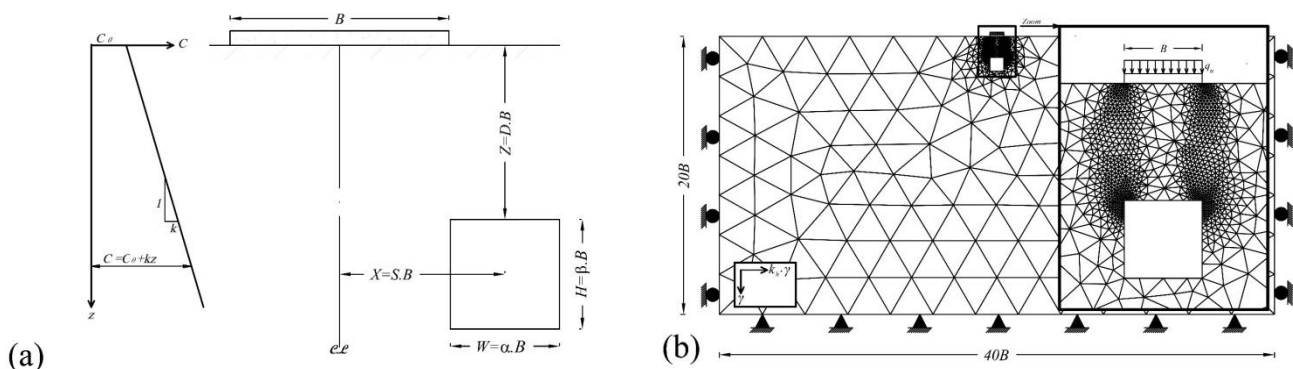 B
C₀
C
Z=D.B
1
k
C=C₀+kz
X=S.B
H=β.B
z
W=α.B
(a)
Zoom
B
qᵤ
20B
kₕ.γ
γ
40B
(b)